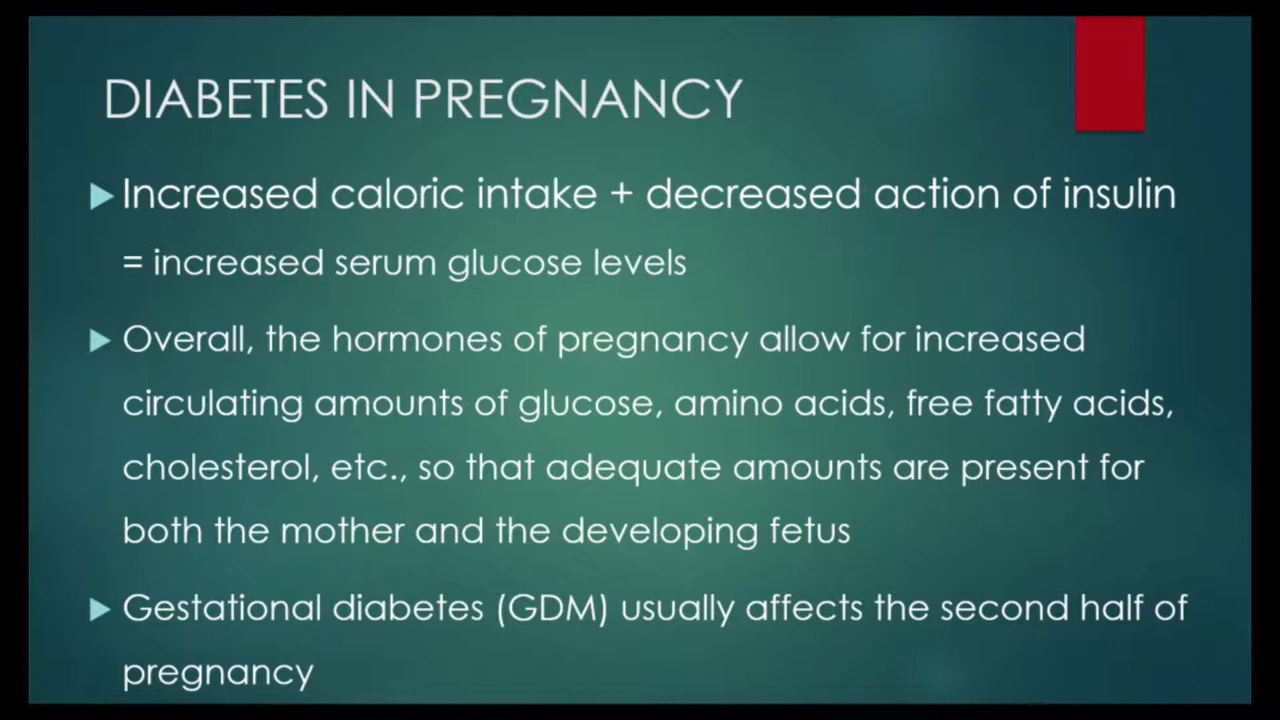 DIABETES IN PREGNANCY
Increased caloric intake + decreased action of insulin
= increased serum glucose levels
Overall, the hormones of pregnancy allow for increased
circulating amounts of glucose, amino acids, free fatty acids,
cholesterol, etc., so that adequate amounts are present for
both the mother and the developing fetus
Gestational diabetes (GDM) usually affects the second half of
pregnancy